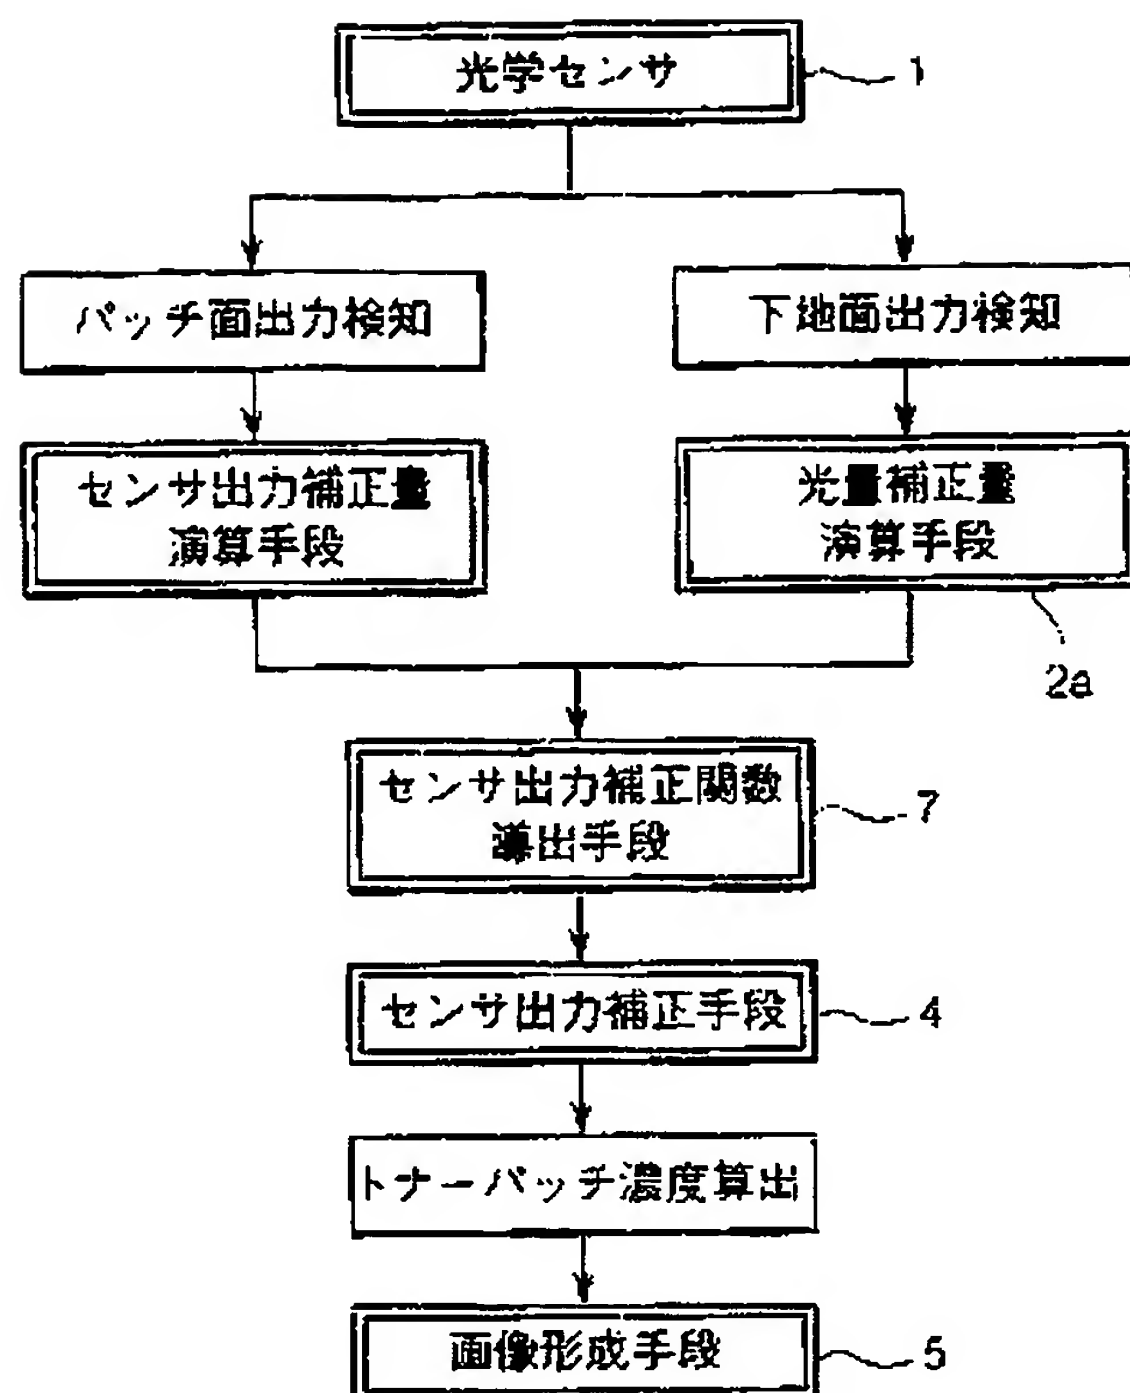 光学センサ
1
パッチ面出力検知
下地面出力検知
センサ出力補正量
演算手段
光量補正量
演算手段
2a
センサ出力補正関数
導出手段
7
センサ出力補正手段
4
トナーパッチ濃度算出
画像形成手段
5